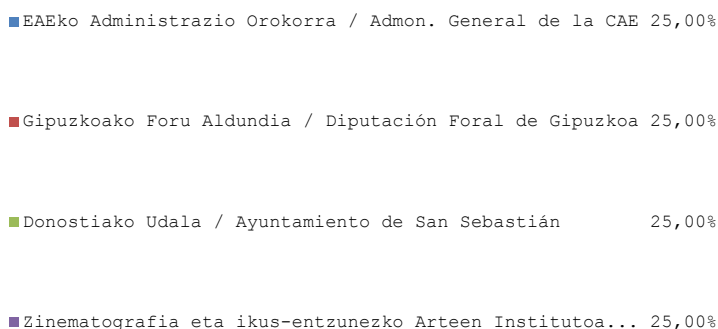 EAEko Administrazio Orokorra / Admon. General de la CAE 25,00%
Gipuzkoako Foru Aldundia / Diputación Foral de Gipuzkoa 25,00%
Donostiako Udala / Ayuntamiento de San Sebastián 25,00%
Zinematografia eta ikus-entzunezko Arteen Institutoa... 25,00%